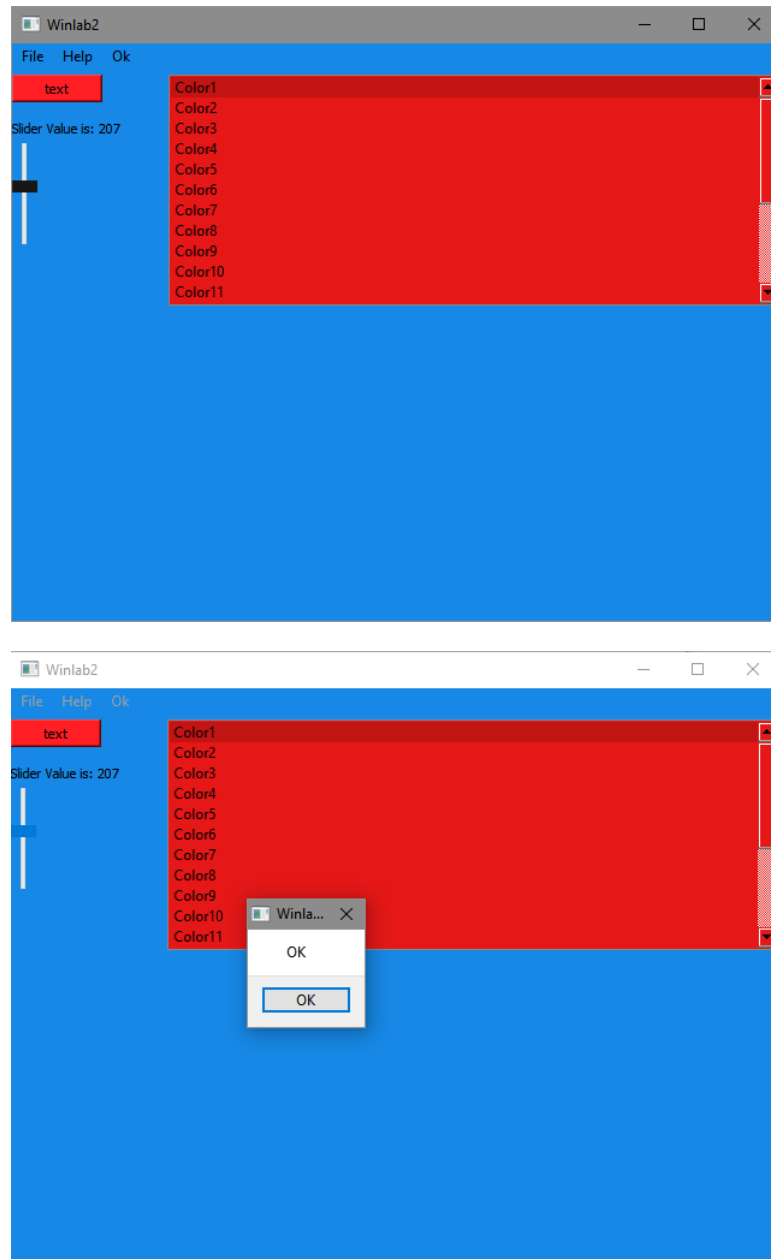 Winlab2
File Help Ok
text
Slider Value is: 207
Color1
Color2
Color3
Color4
Color5
Color6
Color7
Color8
Color9
Color10
Color11
Winlab2
File Help Ok
text
Slider Value is: 207
Color1
Color2
Color3
Color4
Color5
Color6
Color7
Color8
Color9
Color10
Color11
Winla...
OK
OK